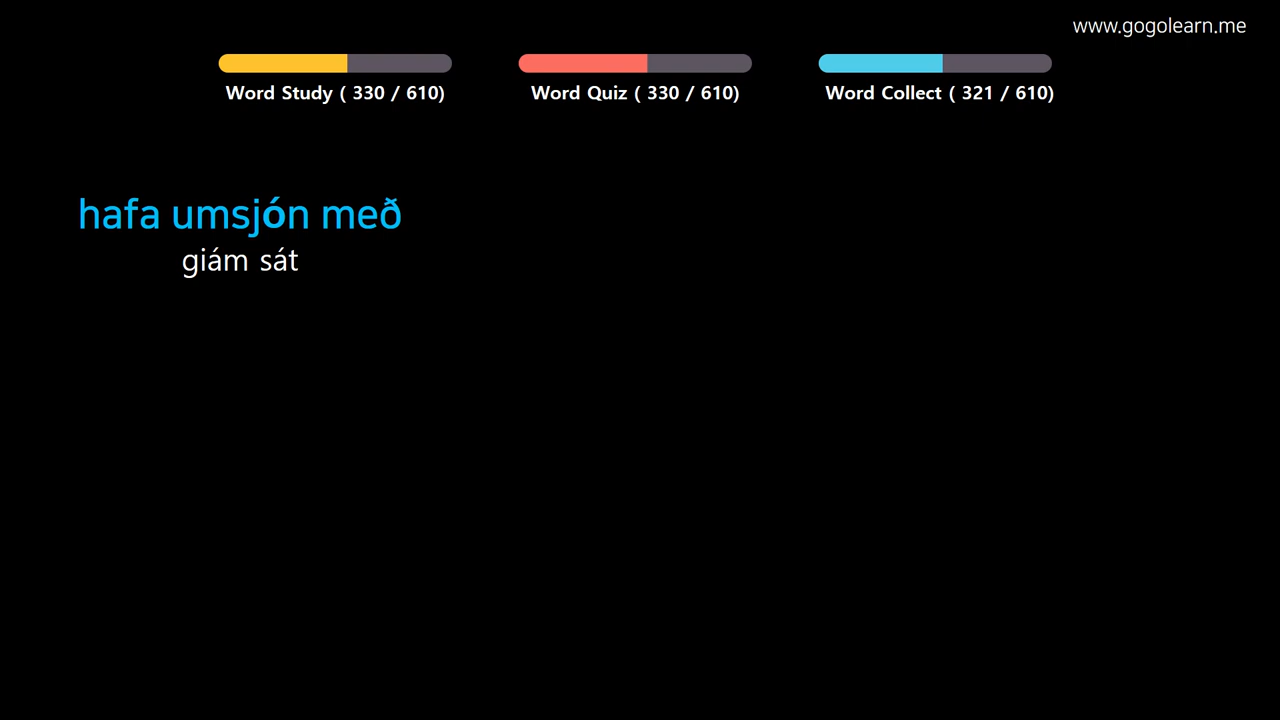 www.gogolearn.me
Word Study ( 330 / 610)
Word Quiz ( 330 / 610)
Word Collect ( 321 / 610)
hafa umsjón með
giám sát